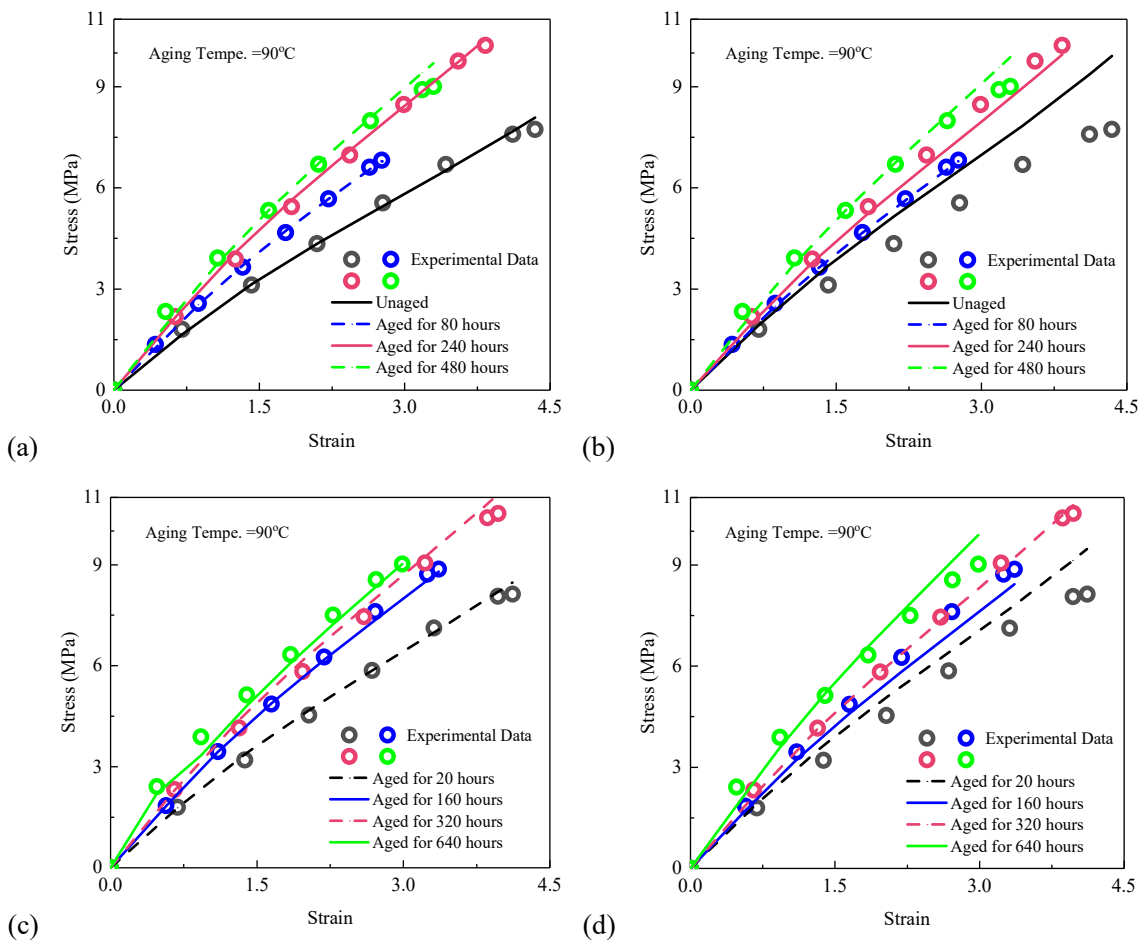 11
9
6
3
0
0.0
1.5
3.0
4.5
Stress (MPa)
Strain
Aging Tempe. =90°C
Experimental Data
Unaged
Aged for 80 hours
Aged for 240 hours
Aged for 480 hours
(a)
11
9
6
3
0
0.0
1.5
3.0
4.5
Stress (MPa)
Strain
Aging Tempe. =90°C
Experimental Data
Unaged
Aged for 80 hours
Aged for 240 hours
Aged for 480 hours
(b)
11
9
6
3
0
0.0
1.5
3.0
4.5
Stress (MPa)
Strain
Aging Tempe. =90°C
Experimental Data
Aged for 20 hours
Aged for 160 hours
Aged for 320 hours
Aged for 640 hours
(c)
11
9
6
3
0
0.0
1.5
3.0
4.5
Stress (MPa)
Strain
Aging Tempe. =90°C
Experimental Data
Aged for 20 hours
Aged for 160 hours
Aged for 320 hours
Aged for 640 hours
(d)